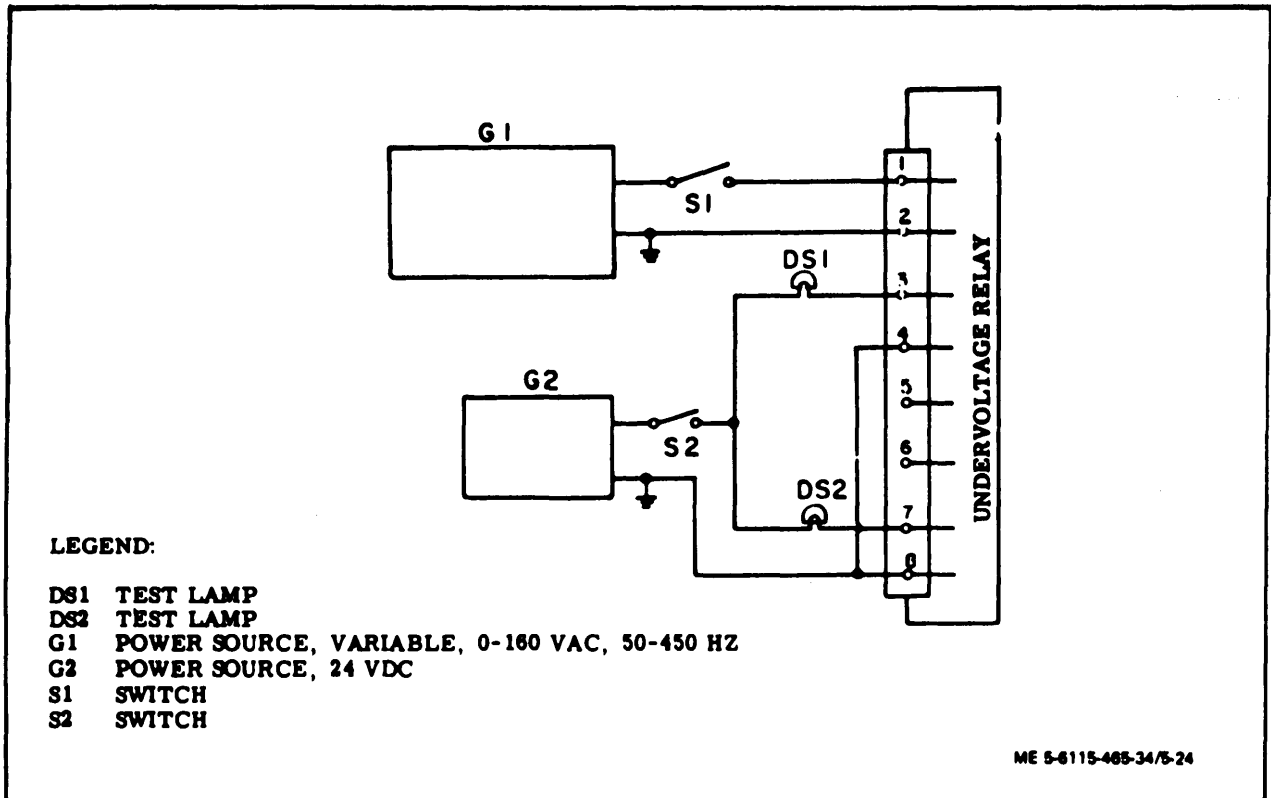 G1
S1
1
2
DS1
3
4
G2
5
S2
6
DS2
7
8
UNDERVOLTAGE RELAY
LEGEND:
DS1 TEST LAMP
DS2 TEST LAMP
G1 POWER SOURCE, VARIABLE, 0-160 VAC, 50-450 HZ
G2 POWER SOURCE, 24 VDC
S1 SWITCH
S2 SWITCH
ME 5-6115-465-34/5-24